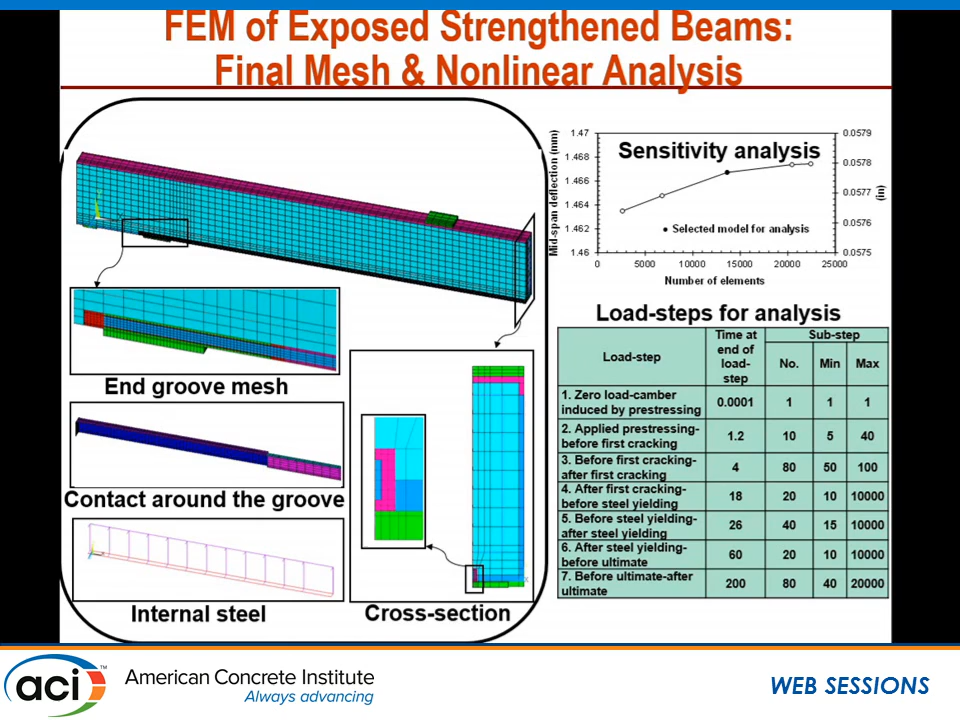 FEM of Exposed Strengthened Beams:
Final Mesh & Nonlinear Analysis
End groove mesh
Contact around the groove
Internal steel
Cross-section
Sensitivity analysis
Mid-span deflection (mm)
1.47
1.468
1.466
1.464
1.462
1.46
0.0579
0.0578
0.0577
0.0576
0.0575
(in)
● Selected model for analysis
0 5000 10000 15000 20000 25000
Number of elements
Load-steps for analysis
Load-step
Time at
end of
load-
step
Sub-step
No. Min Max
1. Zero load-camber
induced by prestressing
0.0001 1 1 1
2. Applied prestressing-
before first cracking
1.2 10 5 40
3. Before first cracking-
after first cracking
4 80 50 100
4. After first cracking-
before steel yielding
18 20 10 10000
5. Before steel yielding-
after steel yielding
26 40 15 10000
6. After steel yielding-
before ultimate
60 20 10 10000
7. Before ultimate-after
ultimate
200 80 40 20000
aci ™
American Concrete Institute
Always advancing
WEB SESSIONS